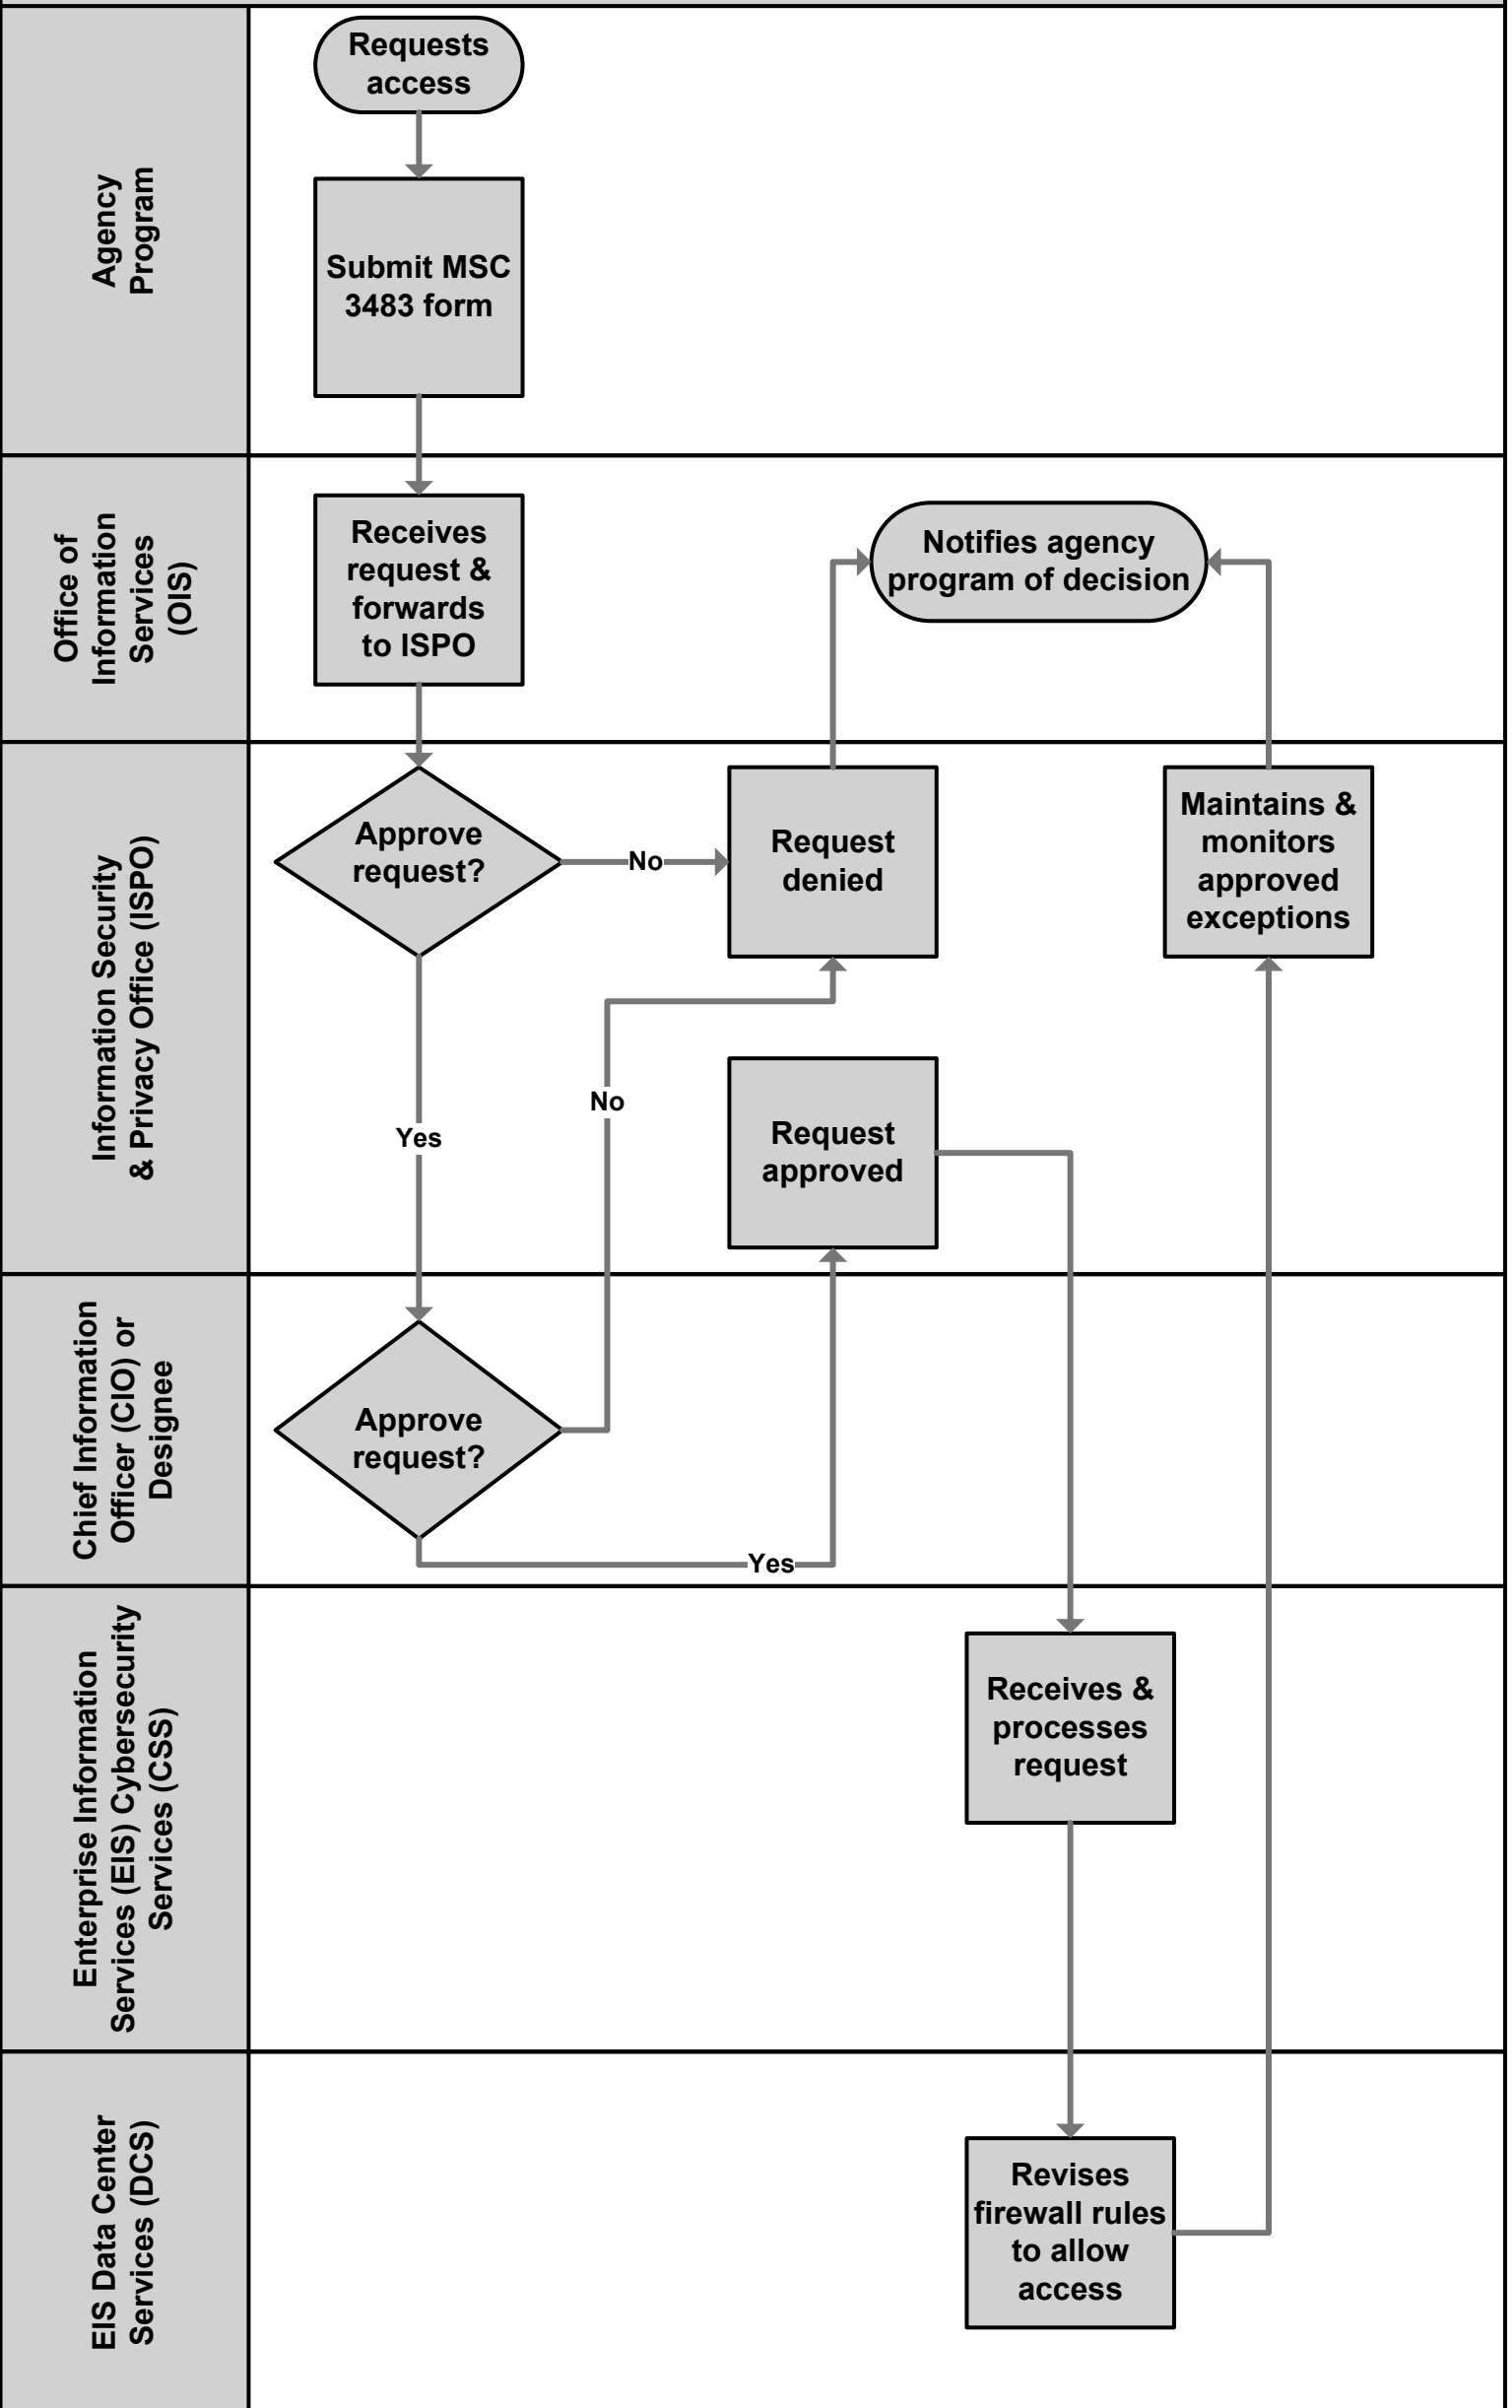 Agency
Program
Requests
access
Submit MSC
3483 form
Office of
Information
Services
(OIS)
Receives
request &
forwards
to ISPO
Notifies agency
program of decision
Information Security
& Privacy Office (ISPO)
Approve
request?
No
Request
denied
Maintains &
monitors
approved
exceptions
Yes
No
Request
approved
Chief Information
Officer (CIO) or
Designee
Approve
request?
Yes
Enterprise Information
Services (EIS) Cybersecurity
Services (CSS)
Receives &
processes
request
EIS Data Center
Services (DCS)
Revises
firewall rules
to allow
access